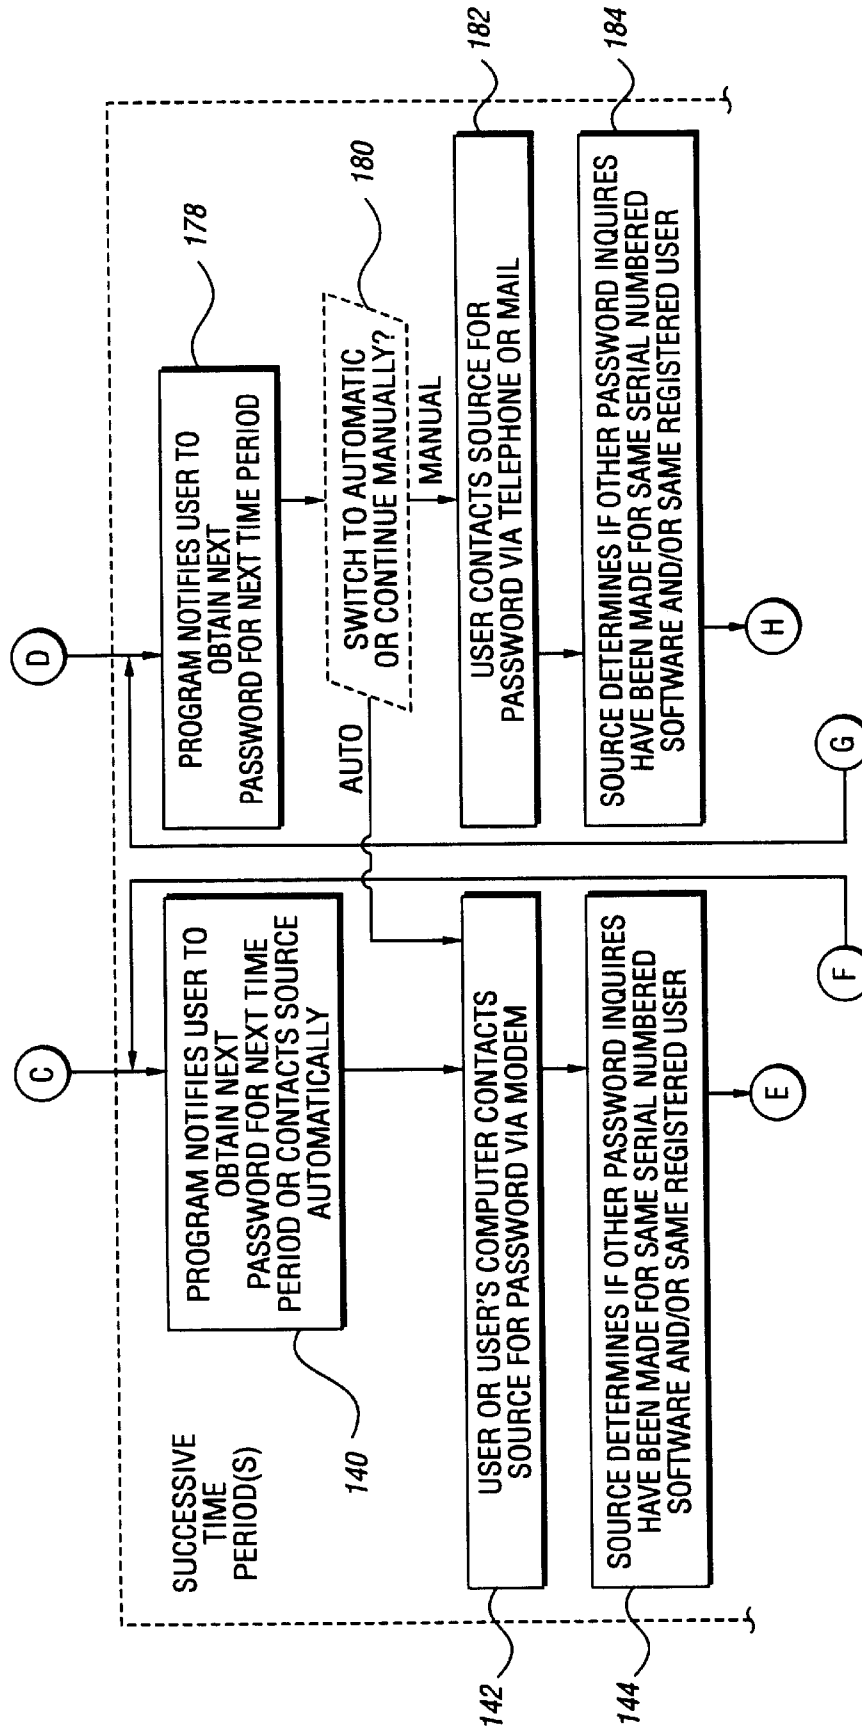 C
D
SUCCESSIVE
TIME
PERIOD(S)
PROGRAM NOTIFIES USER TO
OBTAIN NEXT
PASSWORD FOR NEXT TIME
PERIOD OR CONTACTS SOURCE
AUTOMATICALLY
140
PROGRAM NOTIFIES USER TO
OBTAIN NEXT
PASSWORD FOR NEXT TIME PERIOD
178
SWITCH TO AUTOMATIC
OR CONTINUE MANUALLY?
180
AUTO
MANUAL
USER OR USER'S COMPUTER CONTACTS
SOURCE FOR PASSWORD VIA MODEM
142
USER CONTACTS SOURCE FOR
PASSWORD VIA TELEPHONE OR MAIL
182
SOURCE DETERMINES IF OTHER PASSWORD INQUIRES
HAVE BEEN MADE FOR SAME SERIAL NUMBERED
SOFTWARE AND/OR SAME REGISTERED USER
144
SOURCE DETERMINES IF OTHER PASSWORD INQUIRES
HAVE BEEN MADE FOR SAME SERIAL NUMBERED
SOFTWARE AND/OR SAME REGISTERED USER
184
E
F
G
H